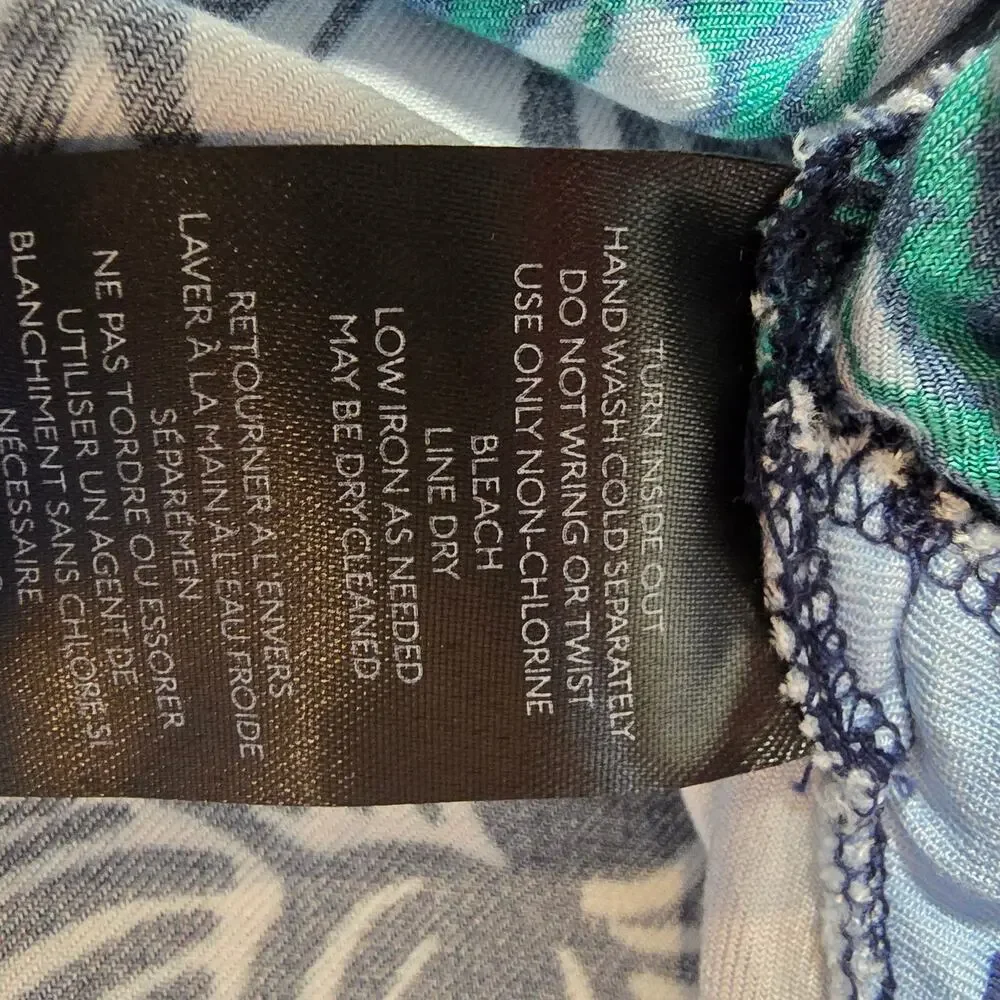 TURN INSIDE OUT
HAND WASH COLD SEPARATELY
DO NOT WRING OR TWIST
USE ONLY NON-CHLORINE
BLEACH
LINE DRY
LOW IRON AS NEEDED
MAY BE DRY CLEANED
RETOURNER A L'ENVERS
LAVER À LA MAIN À L'EAU FROIDE
SÉPARÉMEN
NE PAS TORDRE OU ESSORER
UTILISER UN AGENT DE
BLANCHIMENT SANS CHLORE SI
NÉCESSAIRE